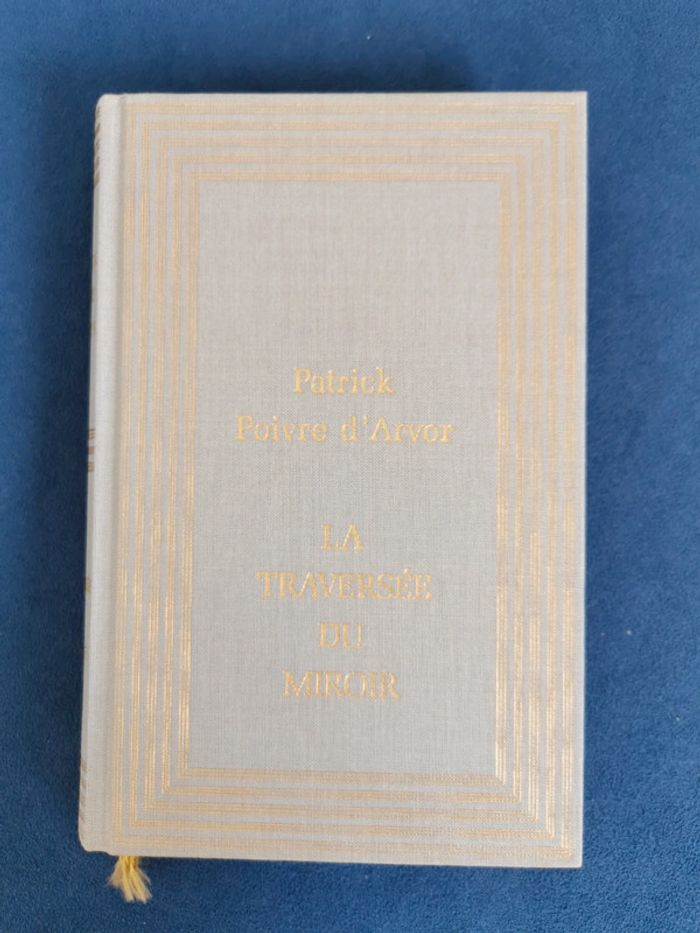 Patrick
Poivre d'Arvor
LA
TRAVERSÉE
DU
MIROIR